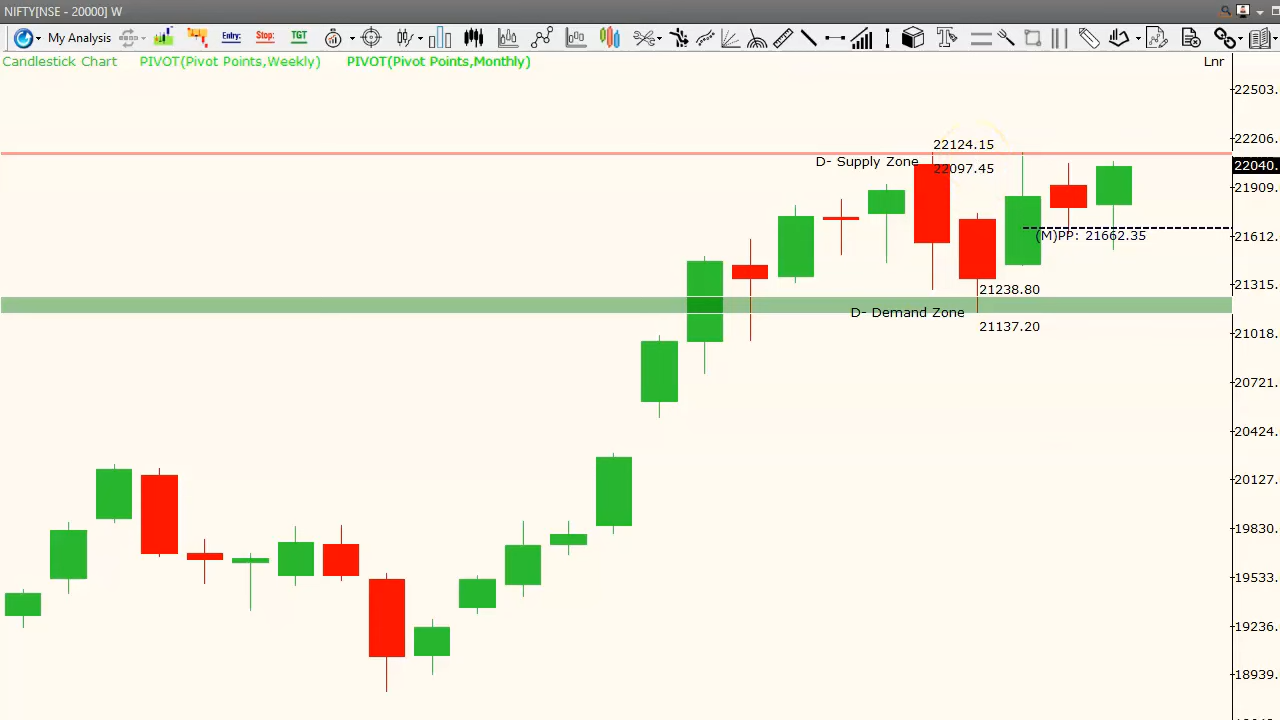 NIFTY[NSE - 20000] W
My Analysis
Entry:
Stop:
TGT
Candlestick Chart PIVOT(Pivot Points,Weekly) PIVOT(Pivot Points,Monthly)
Lnr
22503.
22206.
22040.
21909.
21612.
21315.
21018.
20721.
20424.
20127.
19830.
19533.
19236.
18939.
22124.15
D- Supply Zone
22097.45
(M)PP: 21662.35
21238.80
D- Demand Zone
21137.20